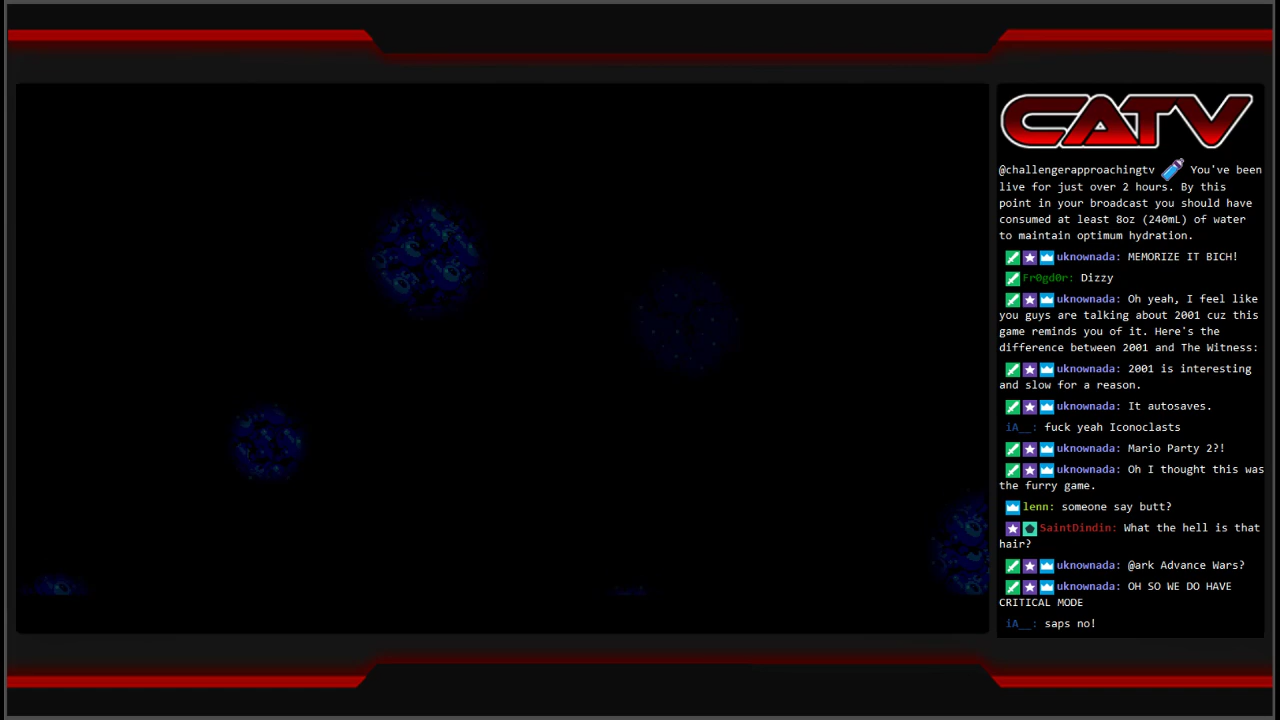 CATV
@challengerapproachingtv You've been
live for just over 2 hours. By this
point in your broadcast you should have
consumed at least 8oz (240mL) of water
to maintain optimum hydration.
uknownada: MEMORIZE IT BICH!
Fr0gd0r: Dizzy
uknownada: Oh yeah, I feel like
you guys are talking about 2001 cuz this
game reminds you of it. Here's the
difference between 2001 and The Witness:
uknownada: 2001 is interesting
and slow for a reason.
uknownada: It autosaves.
iA__: fuck yeah Iconoclasts
uknownada: Mario Party 2?!
uknownada: Oh I thought this was
the furry game.
lenn: someone say butt?
SaintDindin: What the hell is that
hair?
uknownada: @ark Advance Wars?
uknownada: OH SO WE DO HAVE
CRITICAL MODE
iA__: saps no!